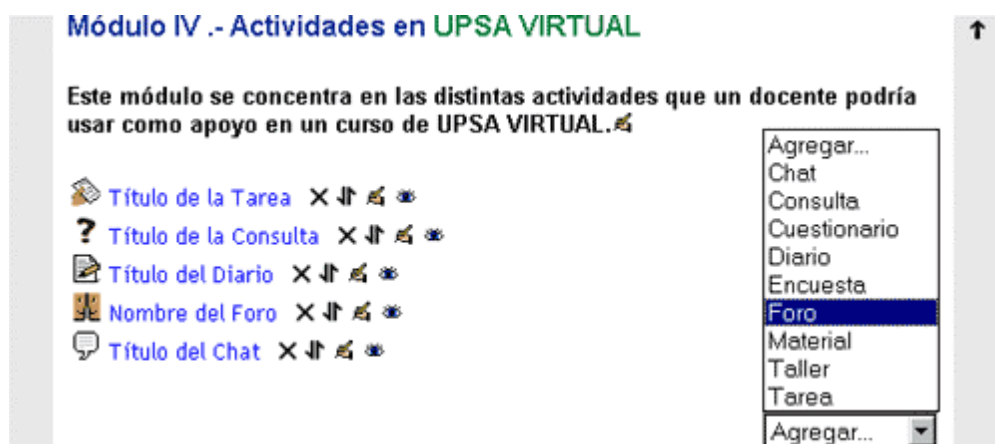 Módulo IV .- Actividades en UPSA VIRTUAL
Este módulo se concentra en las distintas actividades que un docente podría
usar como apoyo en un curso de UPSA VIRTUAL.
Título de la Tarea
Título de la Consulta
Título del Diario
Nombre del Foro
Título del Chat
Agregar...
Chat
Consulta
Cuestionario
Diario
Encuesta
Foro
Material
Taller
Tarea
Agregar...